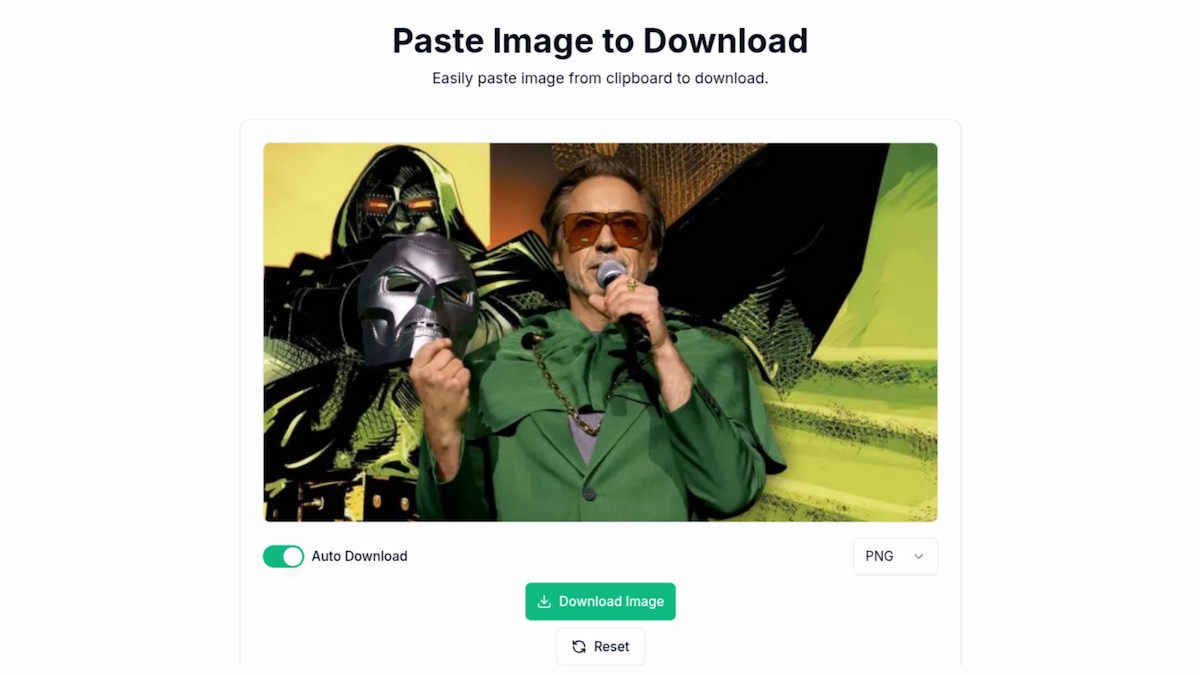 Paste Image to Download
Easily paste image from clipboard to download.
Auto Download
PNG
Download Image
Reset